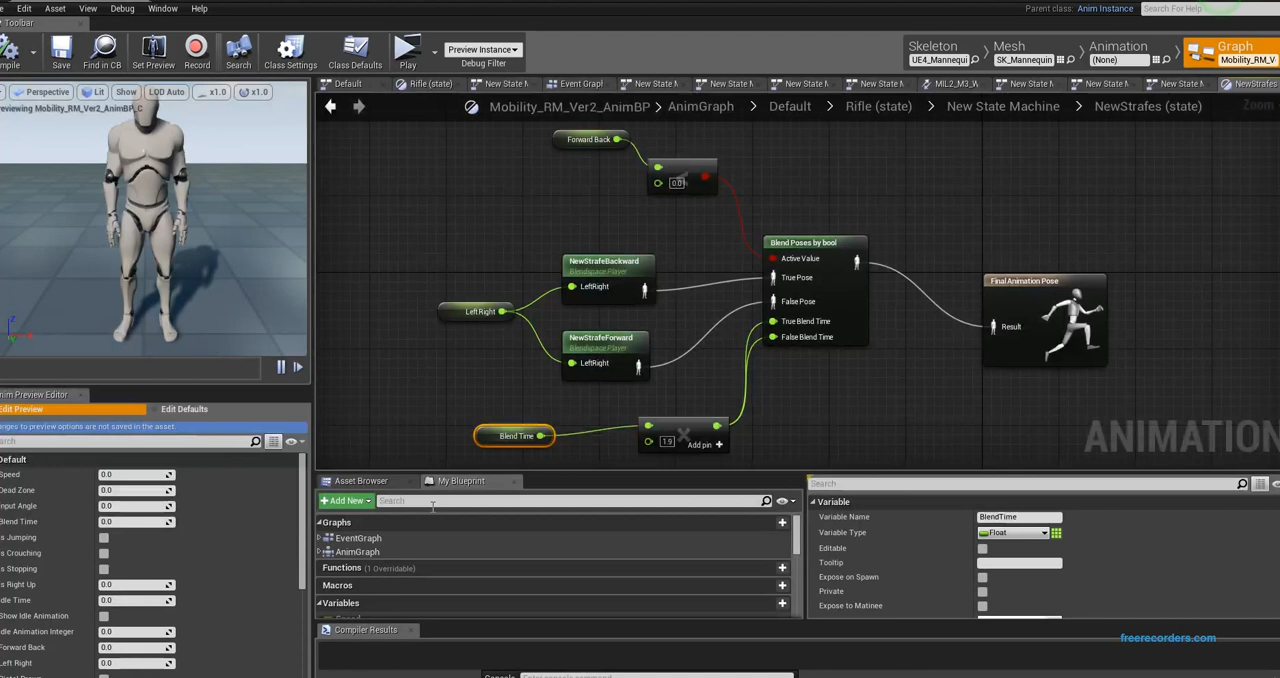 Edit Asset View Debug Window Help
Parent class: Anim Instance Search For Help
Toolbar
Save Find in CB Set Preview Record Search Class Settings Class Defaults Play
Preview Instance
Debug Filter
Skeleton
UE4_Mannequi
Mesh
SK_Mannequin
Animation
(None)
Graph
Mobility_RM_V
Default Rifle (state) New State M Event Graph New State M New State M New State M New State M MIL2_M3_W New State M New State M NewStrafes
Perspective Lit Show LOD Auto x1.0 x1.0
Previewing Mobility_RM_Ver2_AnimBP_C
Mobility_RM_Ver2_AnimBP > AnimGraph > Default > Rifle (state) > New State Machine > NewStrafes (state)
Zoom
Forward Back
0.0
LeftRight
NewStrafeBackward
Blendspace Player
LeftRight
NewStrafeForward
Blendspace Player
LeftRight
Blend Poses by bool
Active Value
True Pose
False Pose
True Blend Time
False Blend Time
Final Animation Pose
Result
Blend Time
1.9
Add pin
ANIMATION
Anim Preview Editor
Edit Preview Edit Defaults
Changes to preview options are not saved in the asset.
Default
Speed 0.0
Dead Zone 0.0
Input Angle 0.0
Blend Time 0.0
Is Jumping
Is Crouching
Is Stopping
Is Right Up 0.0
Idle Time 0.0
Show Idle Animation
Idle Animation Integer 0.0
Forward Back 0.0
Left Right 0.0
Asset Browser My Blueprint
Add New Search
Graphs
EventGraph
AnimGraph
Functions (1 Overridable)
Macros
Variables
Compiler Results
Console Enter console command
Search
Variable
Variable Name BlendTime
Variable Type Float
Editable
Tooltip
Expose on Spawn
Private
Expose to Matinee
freerecorders.com